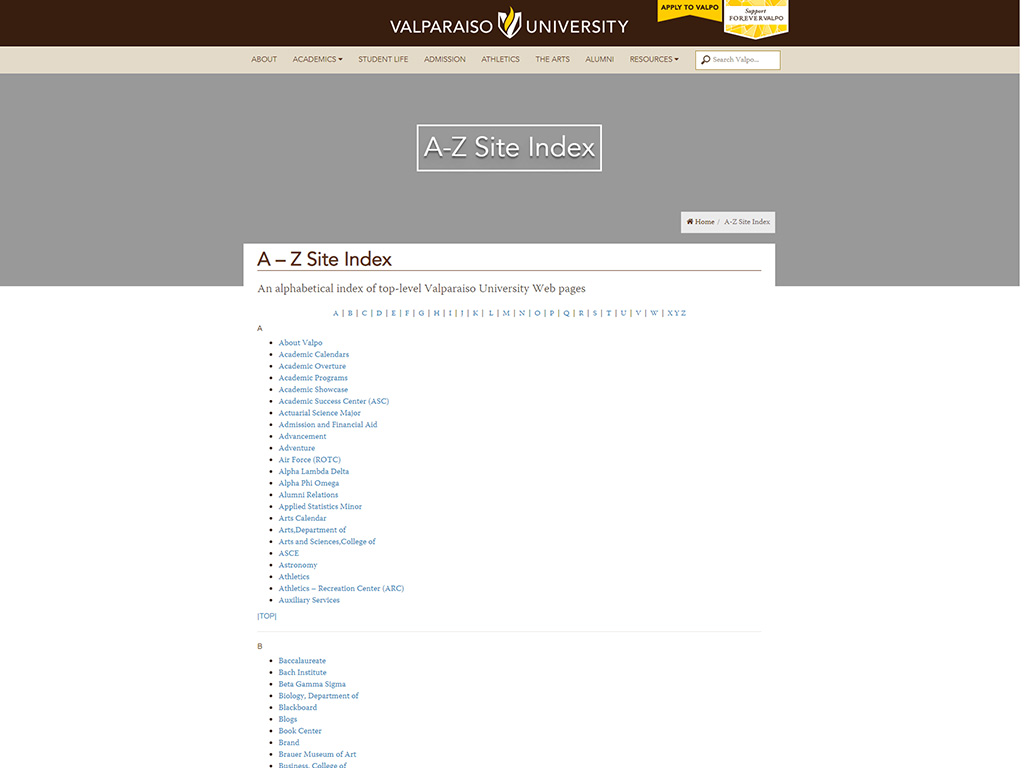 VALPARAISO UNIVERSITY
APPLY TO VALPO
Support
FOREVERVALPO
ABOUT ACADEMICS STUDENT LIFE ADMISSION ATHLETICS THE ARTS ALUMNI RESOURCES Search Valpo...
A-Z Site Index
Home / A-Z Site Index
A – Z Site Index
An alphabetical index of top-level Valparaiso University Web pages
A | B | C | D | E | F | G | H | I | J | K | L | M | N | O | P | Q | R | S | T | U | V | W | X Y Z
A
About Valpo
Academic Calendars
Academic Overture
Academic Programs
Academic Showcase
Academic Success Center (ASC)
Actuarial Science Major
Admission and Financial Aid
Advancement
Adventure
Air Force (ROTC)
Alpha Lambda Delta
Alpha Phi Omega
Alumni Relations
Applied Statistics Minor
Arts Calendar
Arts,Department of
Arts and Sciences,College of
ASCE
Astronomy
Athletics
Athletics – Recreation Center (ARC)
Auxiliary Services
[TOP]
B
Baccalaureate
Bach Institute
Beta Gamma Sigma
Biology, Department of
Blackboard
Blogs
Book Center
Brand
Brauer Museum of Art
Business, College of